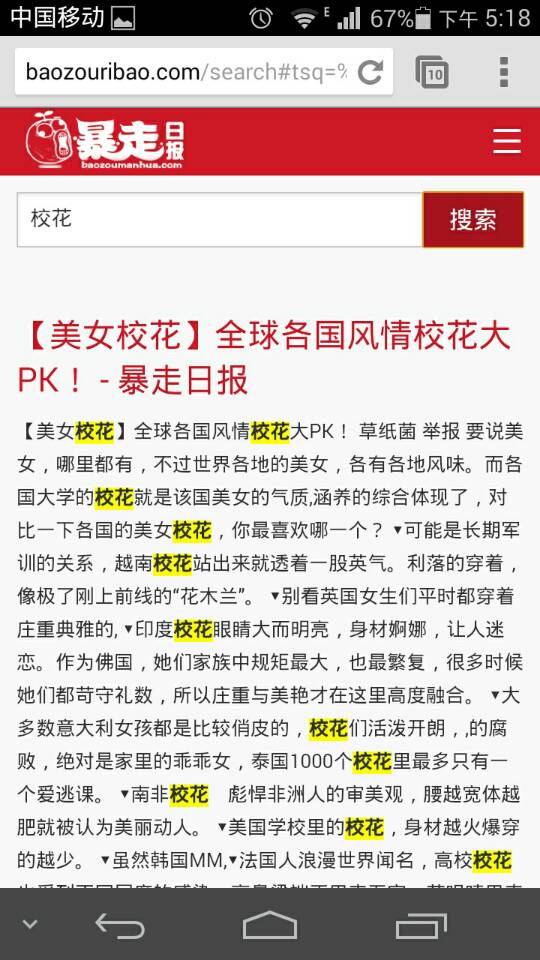 中国移动 E 67% 下午 5:18
baozouribao.com/search#tsq=% 10
暴走日报
baozoumanhua.com
校花 搜索
【美女校花】全球各国风情校花大
PK！ - 暴走日报
【美女校花】全球各国风情校花大PK！ 草纸菌 举报 要说美
女，哪里都有，不过世界各地的美女，各有各地风味。而各
国大学的校花就是该国美女的气质,涵养的综合体现了，对
比一下各国的美女校花，你最喜欢哪一个？ ▾可能是长期军
训的关系，越南校花站出来就透着一股英气。利落的穿着，
像极了刚上前线的“花木兰”。 ▾别看英国女生们平时都穿着
庄重典雅的, ▾印度校花眼睛大而明亮，身材婀娜，让人迷
恋。作为佛国，她们家族中规矩最大，也最繁复，很多时候
她们都苛守礼数，所以庄重与美艳才在这里高度融合。 ▾大
多数意大利女孩都是比较俏皮的，校花们活泼开朗，,的腐
败，绝对是家里的乖乖女，泰国1000个校花里最多只有一
个爱逃课。 ▾南非校花 彪悍非洲人的审美观，腰越宽体越
肥就被认为美丽动人。 ▾美国学校里的校花，身材越火爆穿
的越少。 ▾虽然韩国MM,▾法国人浪漫世界闻名，高校校花